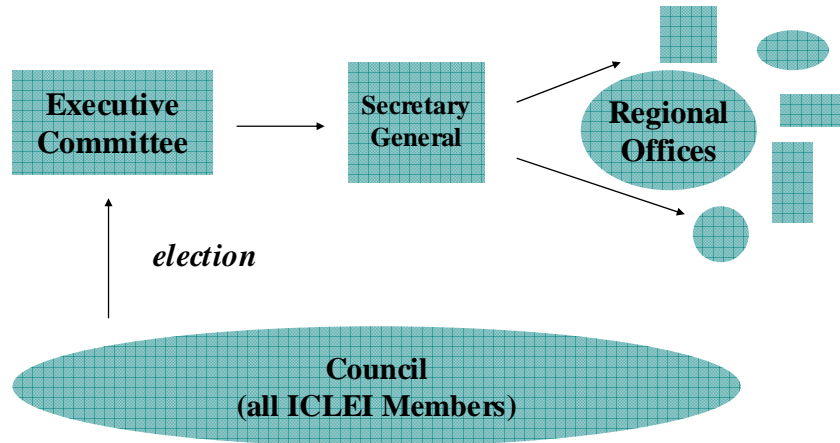 Executive
Committee
Secretary
General
Regional
Offices
election
Council
(all ICLEI Members)